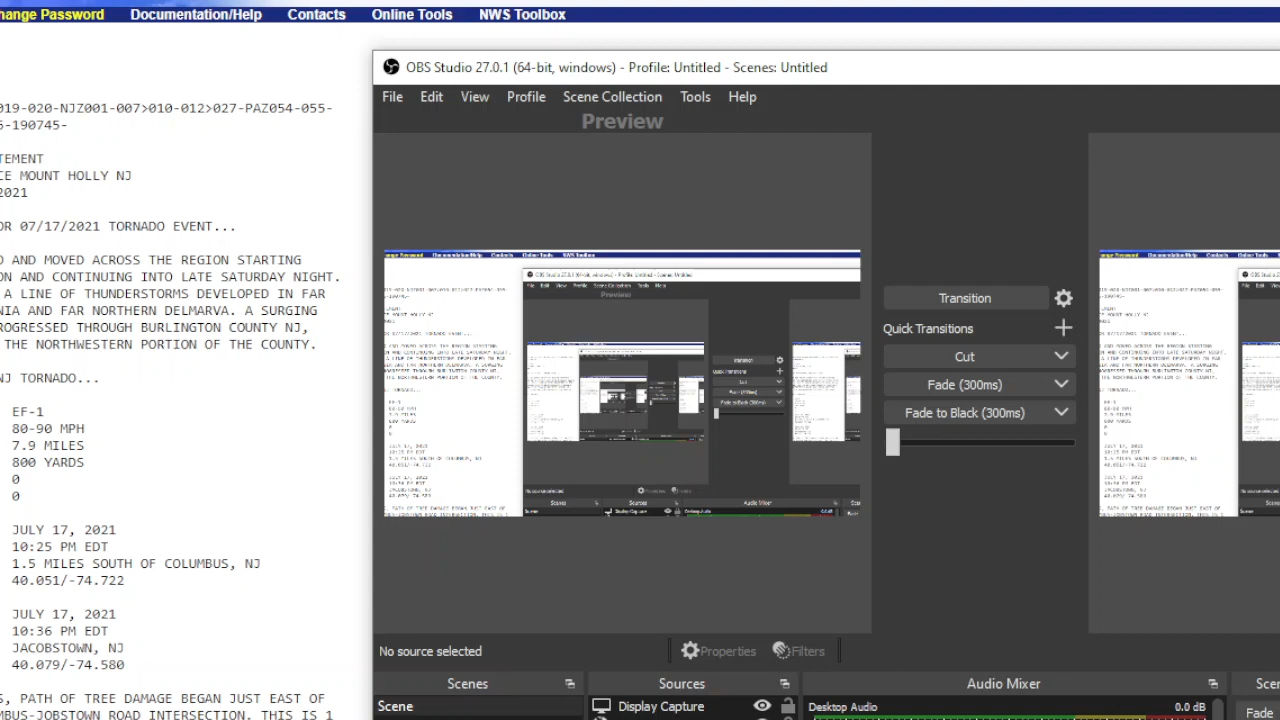 hange Password Documentation/Help Contacts Online Tools NWS Toolbox
019-020-NJZ001-007>010-012>027-PAZ054-055-
5-190745-
TEMENT
CE MOUNT HOLLY NJ
2021
OR 07/17/2021 TORNADO EVENT...
D AND MOVED ACROSS THE REGION STARTING
ON AND CONTINUING INTO LATE SATURDAY NIGHT.
A LINE OF THUNDERSTORMS DEVELOPED IN FAR
NIA AND FAR NORTHERN DELMARVA. A SURGING
ROGRESSED THROUGH BURLINGTON COUNTY NJ,
THE NORTHWESTERN PORTION OF THE COUNTY.
NJ TORNADO...
EF-1
80-90 MPH
7.9 MILES
800 YARDS
0
0
JULY 17, 2021
10:25 PM EDT
1.5 MILES SOUTH OF COLUMBUS, NJ
40.051/-74.722
JULY 17, 2021
10:36 PM EDT
JACOBSTOWN, NJ
40.079/-74.580
S, PATH OF TREE DAMAGE BEGAN JUST EAST OF
MBUS-JOBSTOWN ROAD INTERSECTION. THIS IS 1
OBS Studio 27.0.1 (64-bit, windows) - Profile: Untitled - Scenes: Untitled
File Edit View Profile Scene Collection Tools Help
Preview
Transition
Quick Transitions
Cut
Fade (300ms)
Fade to Black (300ms)
No source selected
Properties Filters
Scenes Sources Audio Mixer Scen
Scene Display Capture Desktop Audio 0.0 dB Fade